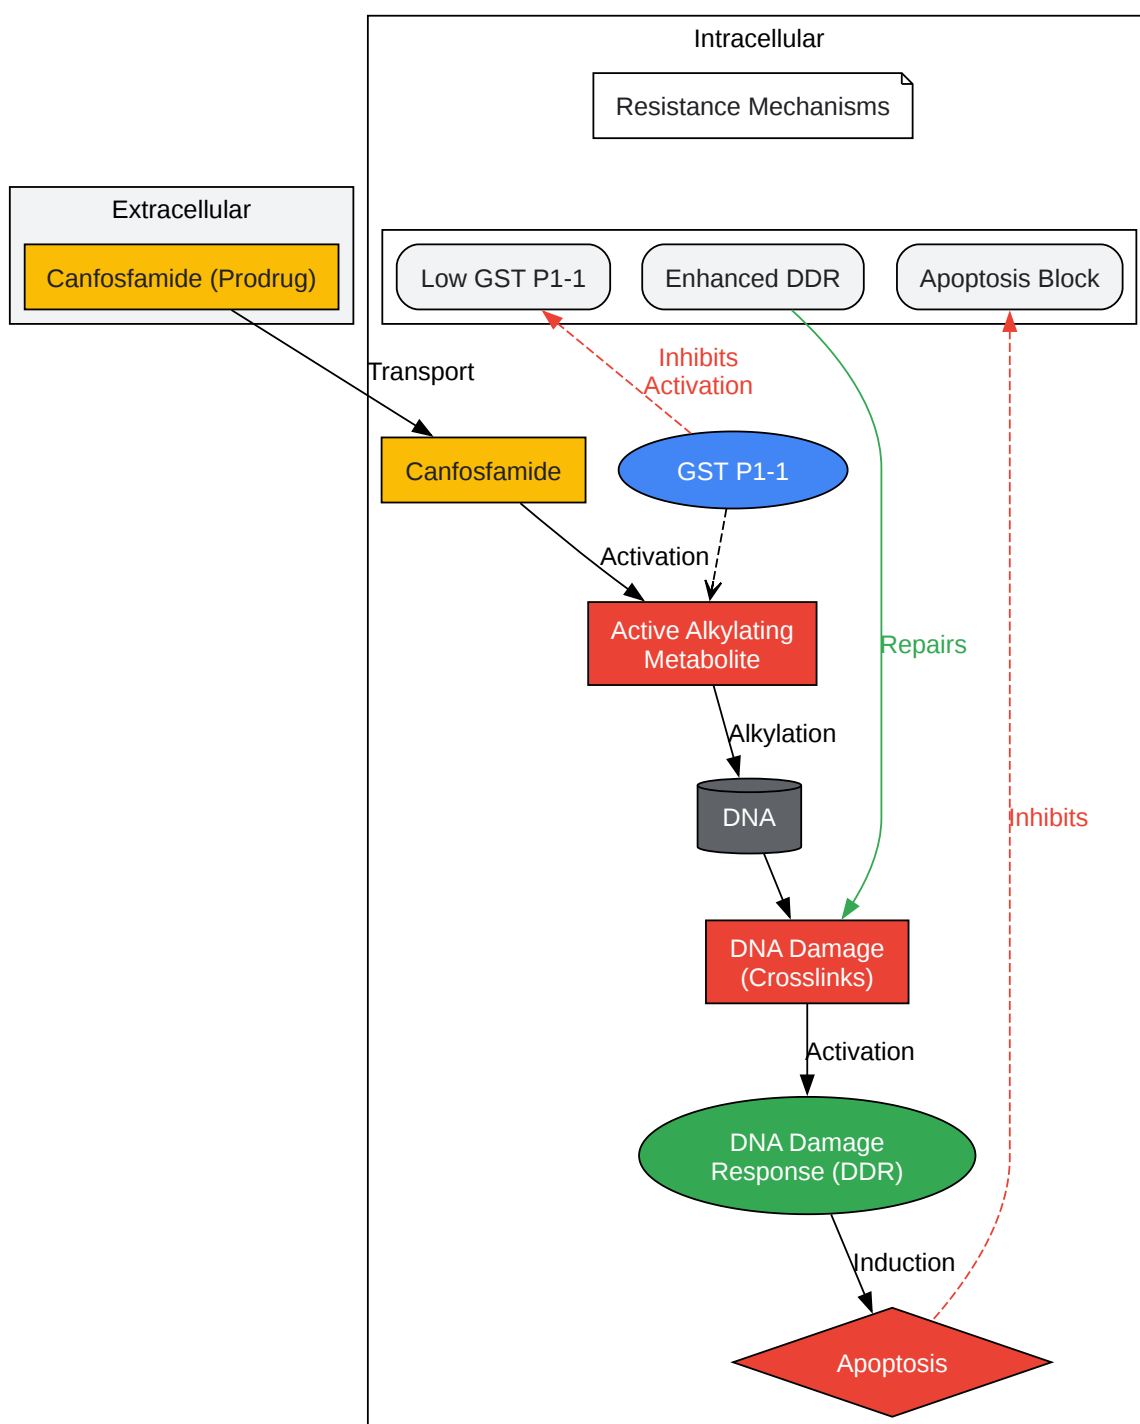 Intracellular
Resistance Mechanisms
Extracellular
Canfosfamide (Prodrug)
Low GST P1-1
Enhanced DDR
Apoptosis Block
Transport
Inhibits
Activation
Canfosfamide
GST P1-1
Activation
Active Alkylating
Metabolite
Repairs
Alkylation
DNA
Inhibits
DNA Damage
(Crosslinks)
Activation
DNA Damage
Response (DDR)
Induction
Apoptosis